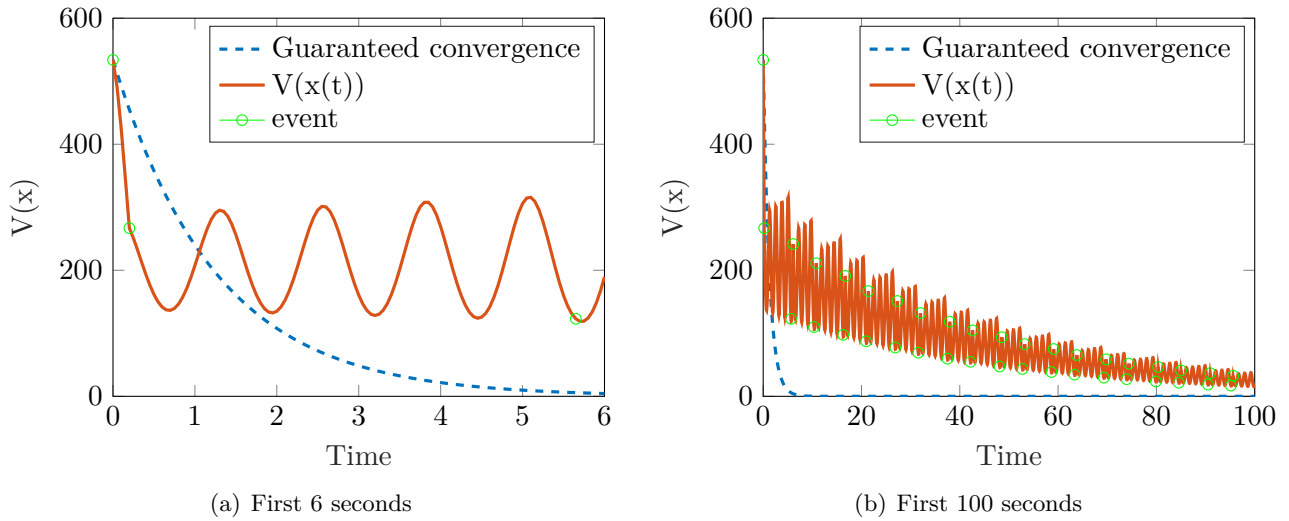 600
400
200
0
V(x)
0 1 2 3 4 5 6
Time
Guaranteed convergence
V(x(t))
event
(a) First 6 seconds
600
400
200
0
V(x)
0 20 40 60 80 100
Time
Guaranteed convergence
V(x(t))
event
(b) First 100 seconds